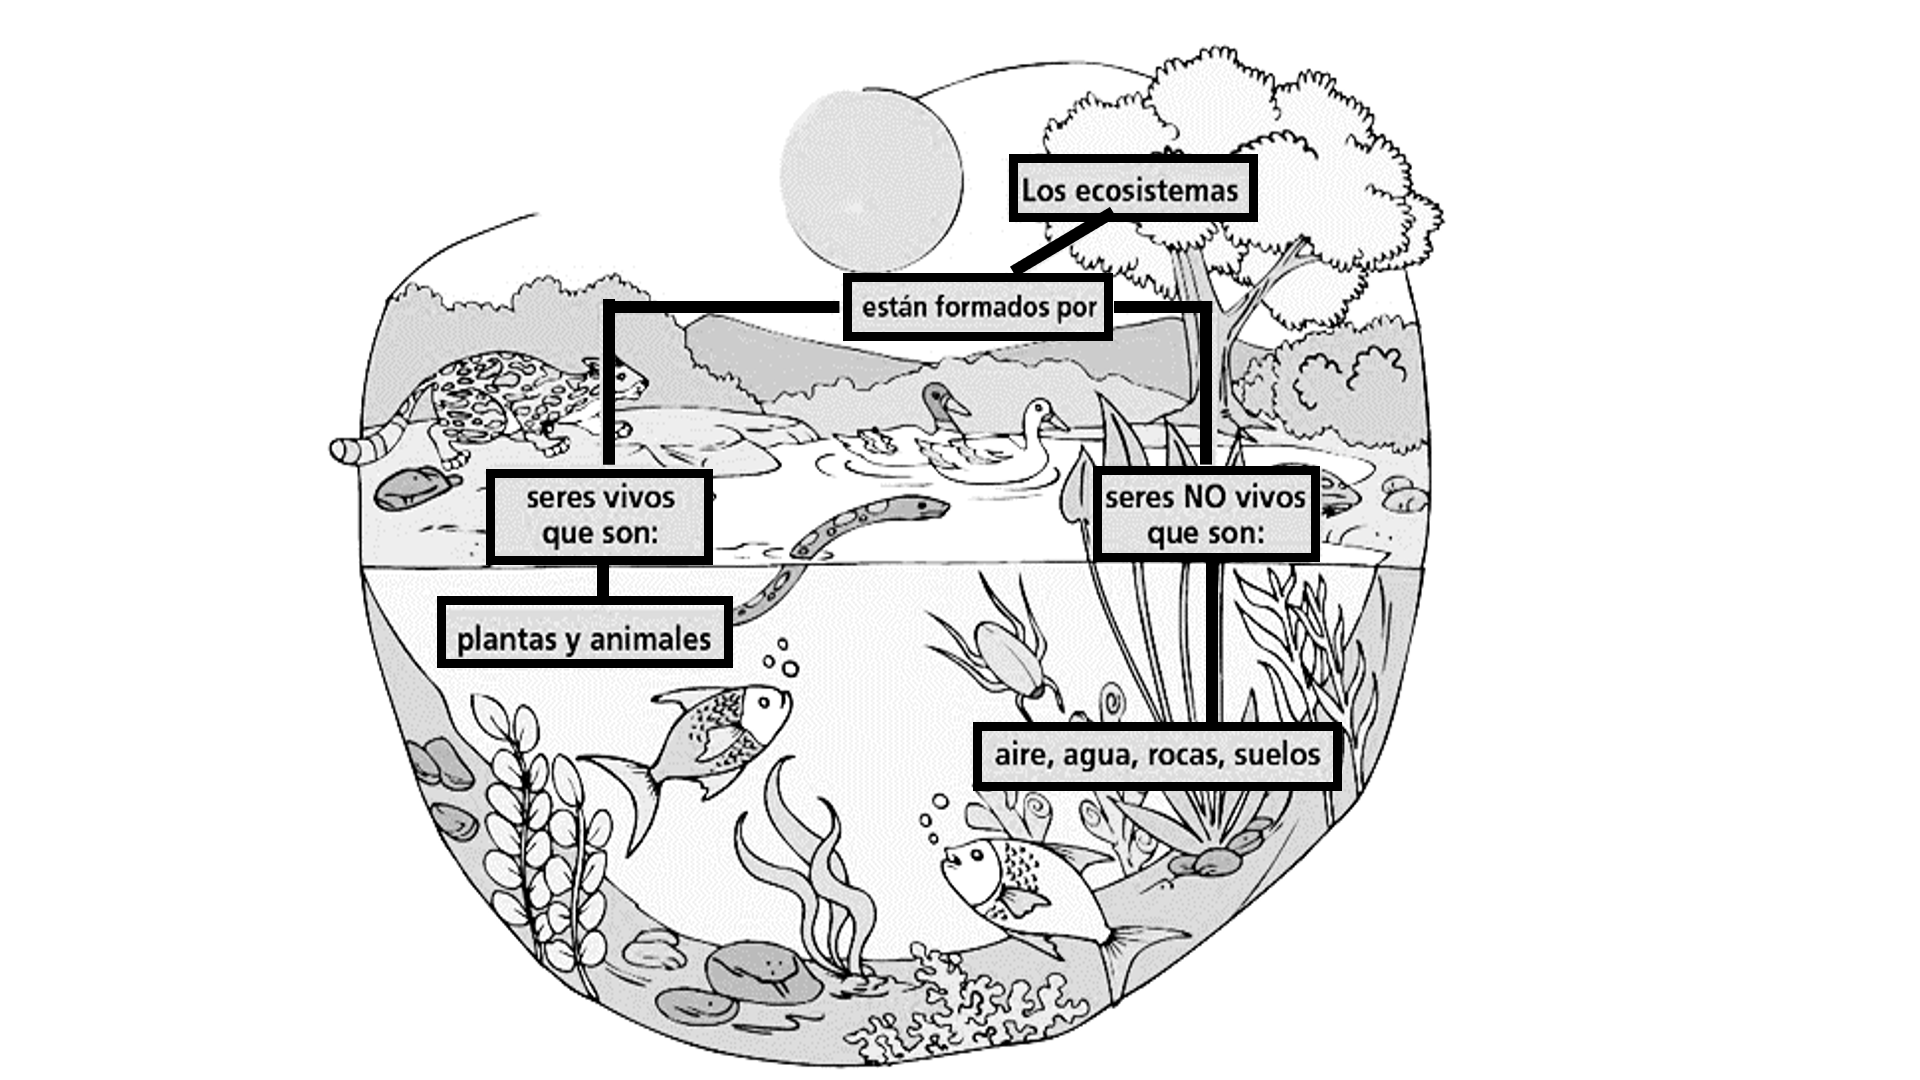 Los ecosistemas
están formados por
seres vivos
que son:
plantas y animales
seres NO vivos
que son:
aire, agua, rocas, suelos